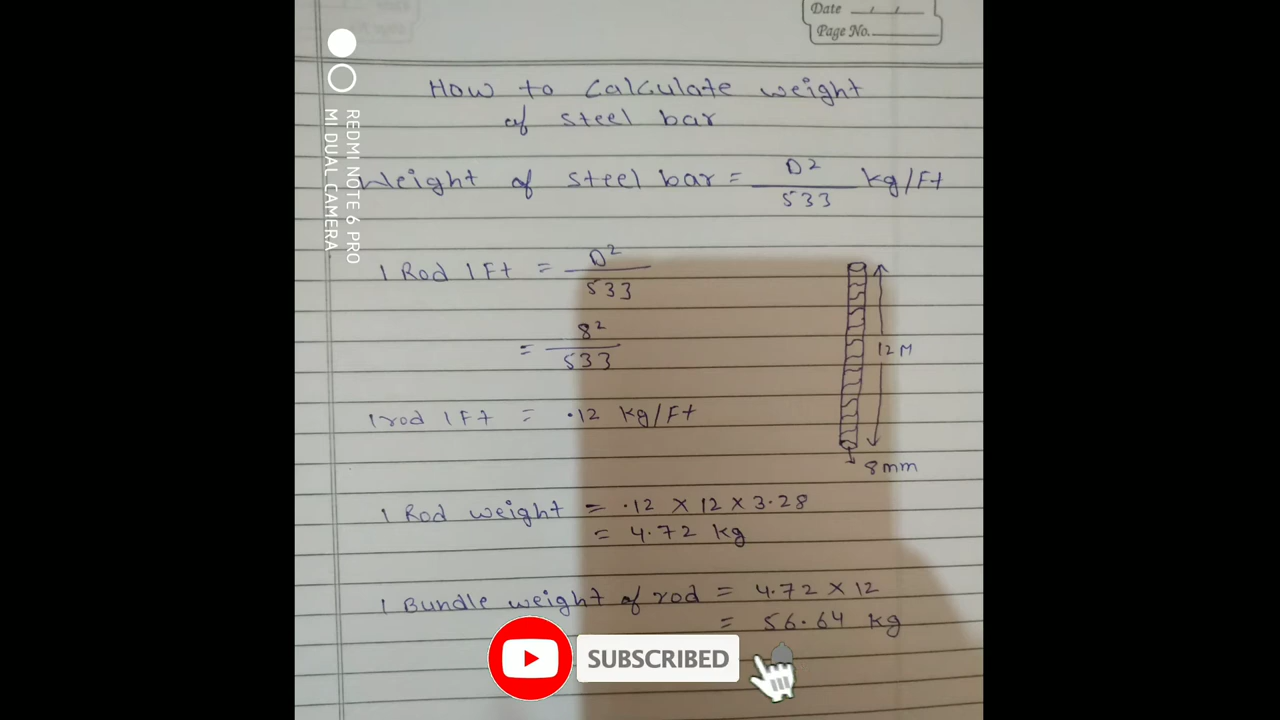 Date / / /
Page No.
How to Calculate weight
of steel bar
Weight of steel bar = D²/533 kg/Ft
1 Rod 1 Ft = D²/533
= 8²/533
1 rod 1 Ft = .12 kg/Ft
1 Rod weight = .12 X 12 X 3.28
= 4.72 kg
1 Bundle weight of rod = 4.72 X 12
= 56.64 kg
12 M
8 mm
REDMI NOTE 6 PRO
MI DUAL CAMERA
SUBSCRIBED